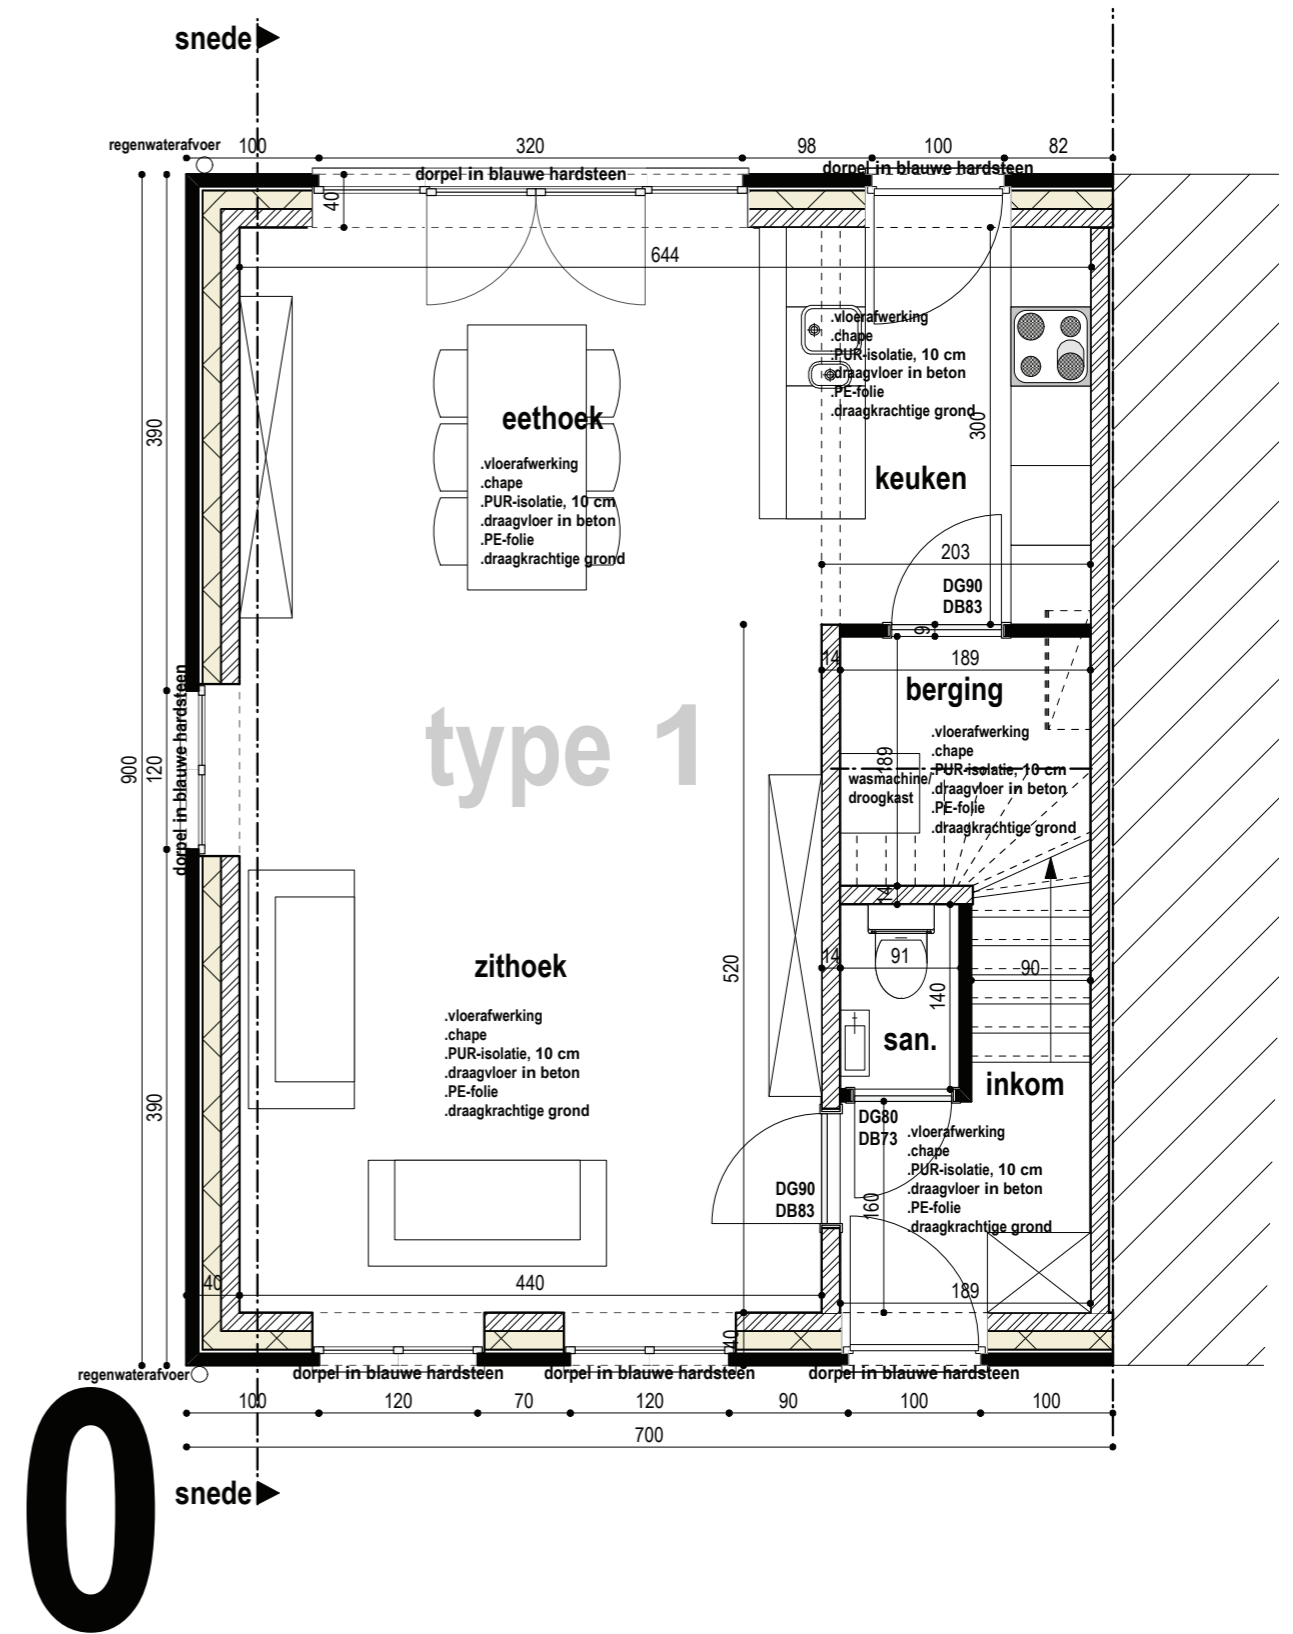 snede
regenwaterafvoer
100
320
98
100
82
dorpel in blauwe hardsteen
dorpel in blauwe hardsteen
40
644
eethoek
.vloerafwerking
.chape
.PUR-isolatie, 10 cm
.draagvloer in beton
.PE-folie
.draagkrachtige grond
.vloerafwerking
.chape
.PUR-isolatie, 10 cm
.draagvloer in beton
.PE-folie
.draagkrachtige grond
300
keuken
390
203
DG90
DB83
9
14
189
berging
.vloerafwerking
.chape
.PUR-isolatie, 10 cm
.draagvloer in beton
.PE-folie
.draagkrachtige grond
189
wasmachine/
droogkast
type 1
900
120
dorpel in blauwe hardsteen
14
520
zithoek
.vloerafwerking
.chape
.PUR-isolatie, 10 cm
.draagvloer in beton
.PE-folie
.draagkrachtige grond
14
91
90
140
san.
inkom
390
DG80
DB73
.vloerafwerking
.chape
.PUR-isolatie, 10 cm
.draagvloer in beton
.PE-folie
.draagkrachtige grond
DG90
DB83
160
40
440
189
40
regenwaterafvoer
dorpel in blauwe hardsteen
dorpel in blauwe hardsteen
dorpel in blauwe hardsteen
100
120
70
120
90
100
100
700
0
snede